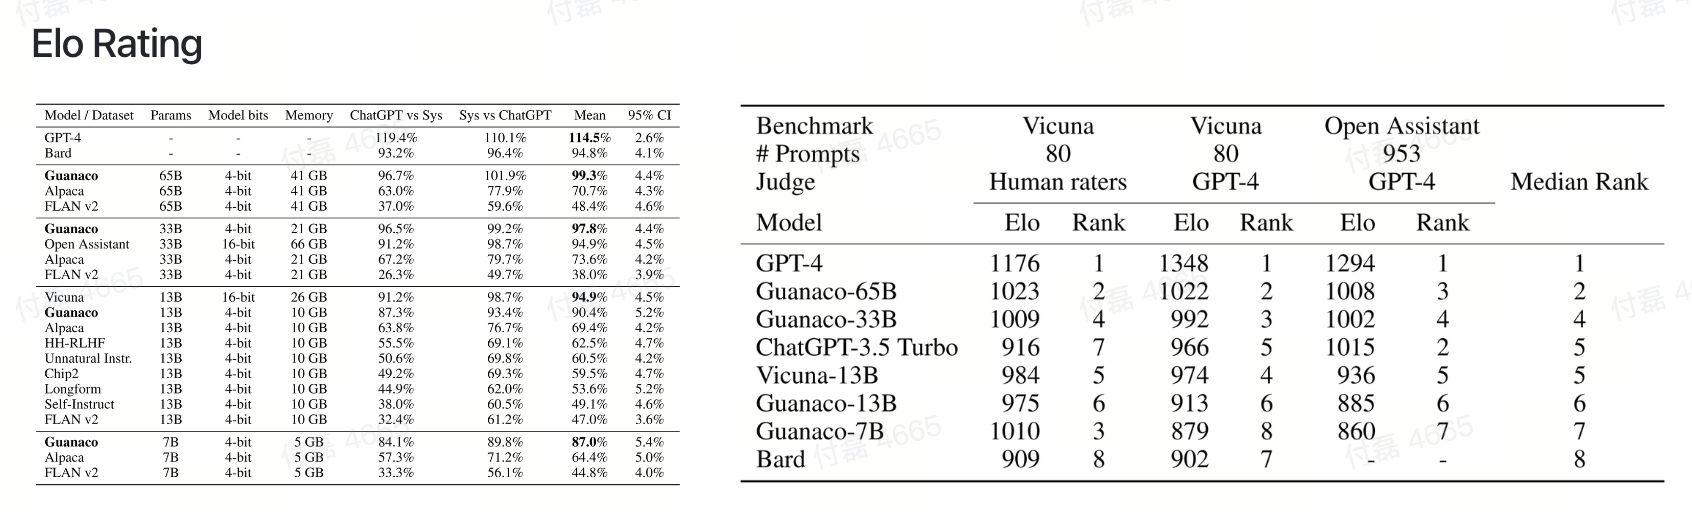 Elo Rating
Model / Dataset Params Model bits Memory ChatGPT vs Sys Sys vs ChatGPT Mean 95% CI
GPT-4 - - - 119.4% 110.1% 114.5% 2.6%
Bard - - - 93.2% 96.4% 94.8% 4.1%
Guanaco 65B 4-bit 41 GB 96.7% 101.9% 99.3% 4.4%
Alpaca 65B 4-bit 41 GB 63.0% 77.9% 70.7% 4.3%
FLAN v2 65B 4-bit 41 GB 37.0% 59.6% 48.4% 4.6%
Guanaco 33B 4-bit 21 GB 96.5% 99.2% 97.8% 4.4%
Open Assistant 33B 16-bit 66 GB 91.2% 98.7% 94.9% 4.5%
Alpaca 33B 4-bit 21 GB 67.2% 79.7% 73.6% 4.2%
FLAN v2 33B 4-bit 21 GB 26.3% 49.7% 38.0% 3.9%
Vicuna 13B 16-bit 26 GB 91.2% 98.7% 94.9% 4.5%
Guanaco 13B 4-bit 10 GB 87.3% 93.4% 90.4% 5.2%
Alpaca 13B 4-bit 10 GB 63.8% 76.7% 69.4% 4.2%
HH-RLHF 13B 4-bit 10 GB 55.5% 69.1% 62.5% 4.7%
Unnatural Instr. 13B 4-bit 10 GB 50.6% 69.8% 60.5% 4.2%
Chip2 13B 4-bit 10 GB 49.2% 69.3% 59.5% 4.7%
Longform 13B 4-bit 10 GB 44.9% 62.0% 53.6% 5.2%
Self-Instruct 13B 4-bit 10 GB 38.0% 60.5% 49.1% 4.6%
FLAN v2 13B 4-bit 10 GB 32.4% 61.2% 47.0% 3.6%
Guanaco 7B 4-bit 5 GB 84.1% 89.8% 87.0% 5.4%
Alpaca 7B 4-bit 5 GB 57.3% 71.2% 64.4% 5.0%
FLAN v2 7B 4-bit 5 GB 33.3% 56.1% 44.8% 4.0%
Benchmark Vicuna Vicuna Open Assistant
# Prompts 80 80 953
Judge Human raters GPT-4 GPT-4 Median Rank
Model Elo Rank Elo Rank Elo Rank
GPT-4 1176 1 1348 1 1294 1 1
Guanaco-65B 1023 2 1022 2 1008 3 2
Guanaco-33B 1009 4 992 3 1002 4 4
ChatGPT-3.5 Turbo 916 7 966 5 1015 2 5
Vicuna-13B 984 5 974 4 936 5 5
Guanaco-13B 975 6 913 6 885 6 6
Guanaco-7B 1010 3 879 8 860 7 7
Bard 909 8 902 7 - - 8
付磊 4665